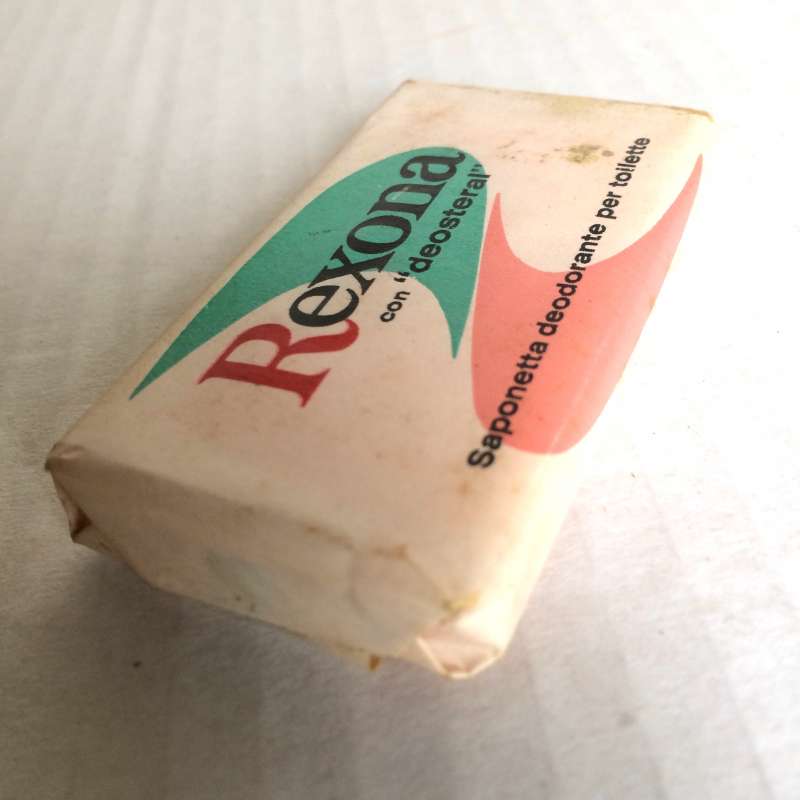 Rexona
con "deosteral"
Saponetta deodorante per toilette